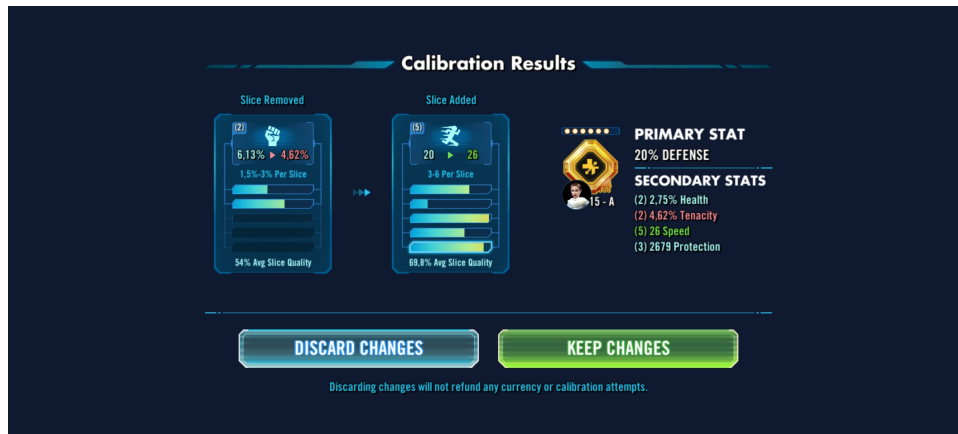 Calibration Results
Slice Removed
(2)
6,13% 4,62%
1,5%-3% Per Slice
54% Avg Slice Quality
Slice Added
(5)
20 26
3-6 Per Slice
69,8% Avg Slice Quality
15 - A
PRIMARY STAT
20% DEFENSE
SECONDARY STATS
(2) 2,75% Health
(2) 4,62% Tenacity
(5) 26 Speed
(3) 2679 Protection
DISCARD CHANGES
KEEP CHANGES
Discarding changes will not refund any currency or calibration attempts.